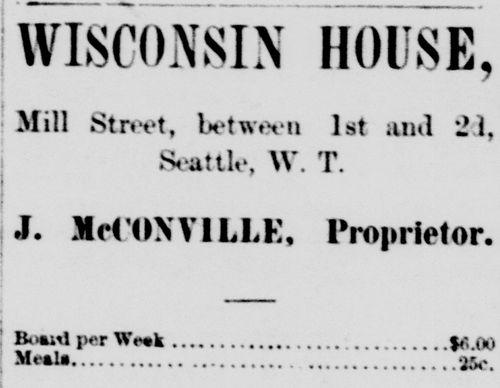 WISCONSIN HOUSE,
Mill Street, between 1st and 2d,
Seattle, W. T.
J. McCONVILLE, Proprietor.
Board per Week ........................... $6.00
Meals........................................ 25c.